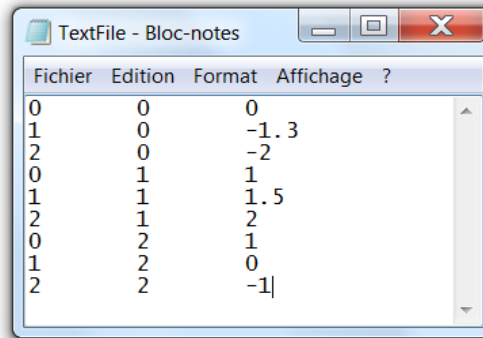 TextFile - Bloc-notes
Fichier Edition Format Affichage ?
0 0 0
1 0 -1.3
2 0 -2
0 1 1
1 1 1.5
2 1 2
0 2 1
1 2 0
2 2 -1